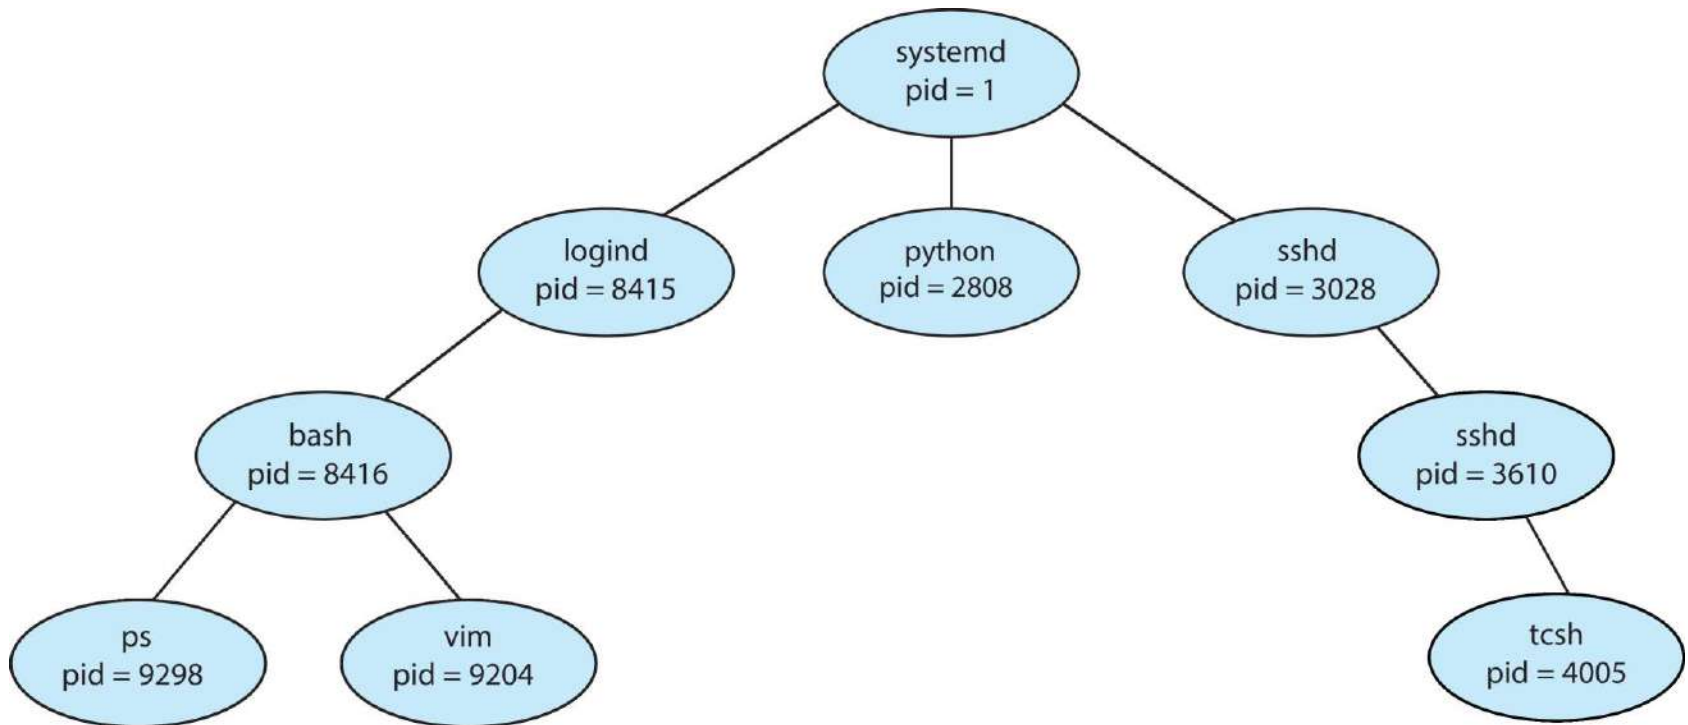 systemd
pid = 1
logind
pid = 8415
python
pid = 2808
sshd
pid = 3028
bash
pid = 8416
sshd
pid = 3610
ps
pid = 9298
vim
pid = 9204
tcsh
pid = 4005